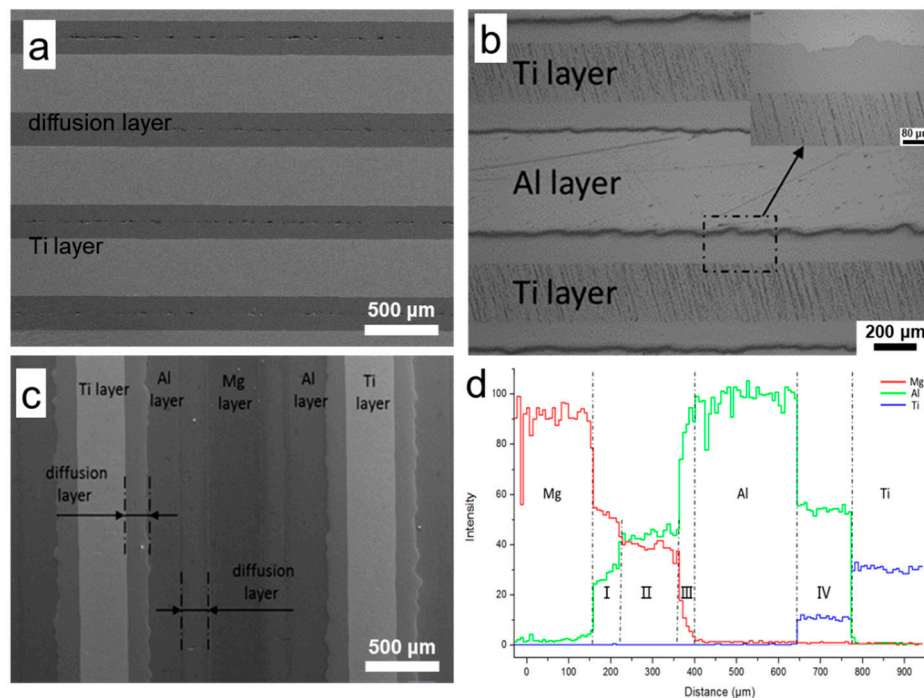 a
diffusion layer
Ti layer
500 µm
b
Ti layer
Al layer
Ti layer
80 µm
200 µm
c
Ti layer
Al
layer
Mg
layer
Al
layer
Ti
layer
diffusion
layer
diffusion
layer
500 µm
d
Mg
Al
Ti
100
80
60
40
20
0
Intensity
Mg
Al
Ti
I
II
III
IV
0 100 200 300 400 500 600 700 800 900
Distance (µm)